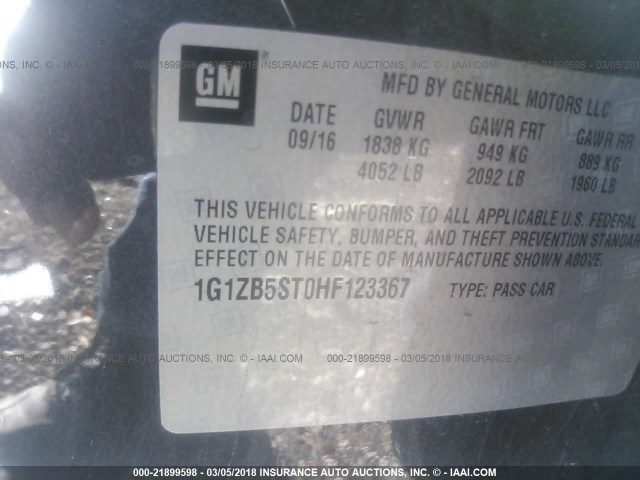 GM
MFD BY GENERAL MOTORS LLC
DATE GVWR GAWR FRT GAWR RR
09/16 1838 KG 949 KG 889 KG
4052 LB 2092 LB 1960 LB
THIS VEHICLE CONFORMS TO ALL APPLICABLE U.S. FEDERAL
VEHICLE SAFETY, BUMPER, AND THEFT PREVENTION STANDAR
EFFECT ON THE DATE OF MANUFACTURE SHOWN ABOVE.
1G1ZB5ST0HF123367 TYPE: PASS CAR
000-21899598 - 03/05/2018 INSURANCE AUTO AUCTIONS, INC. - © IAAI.COM